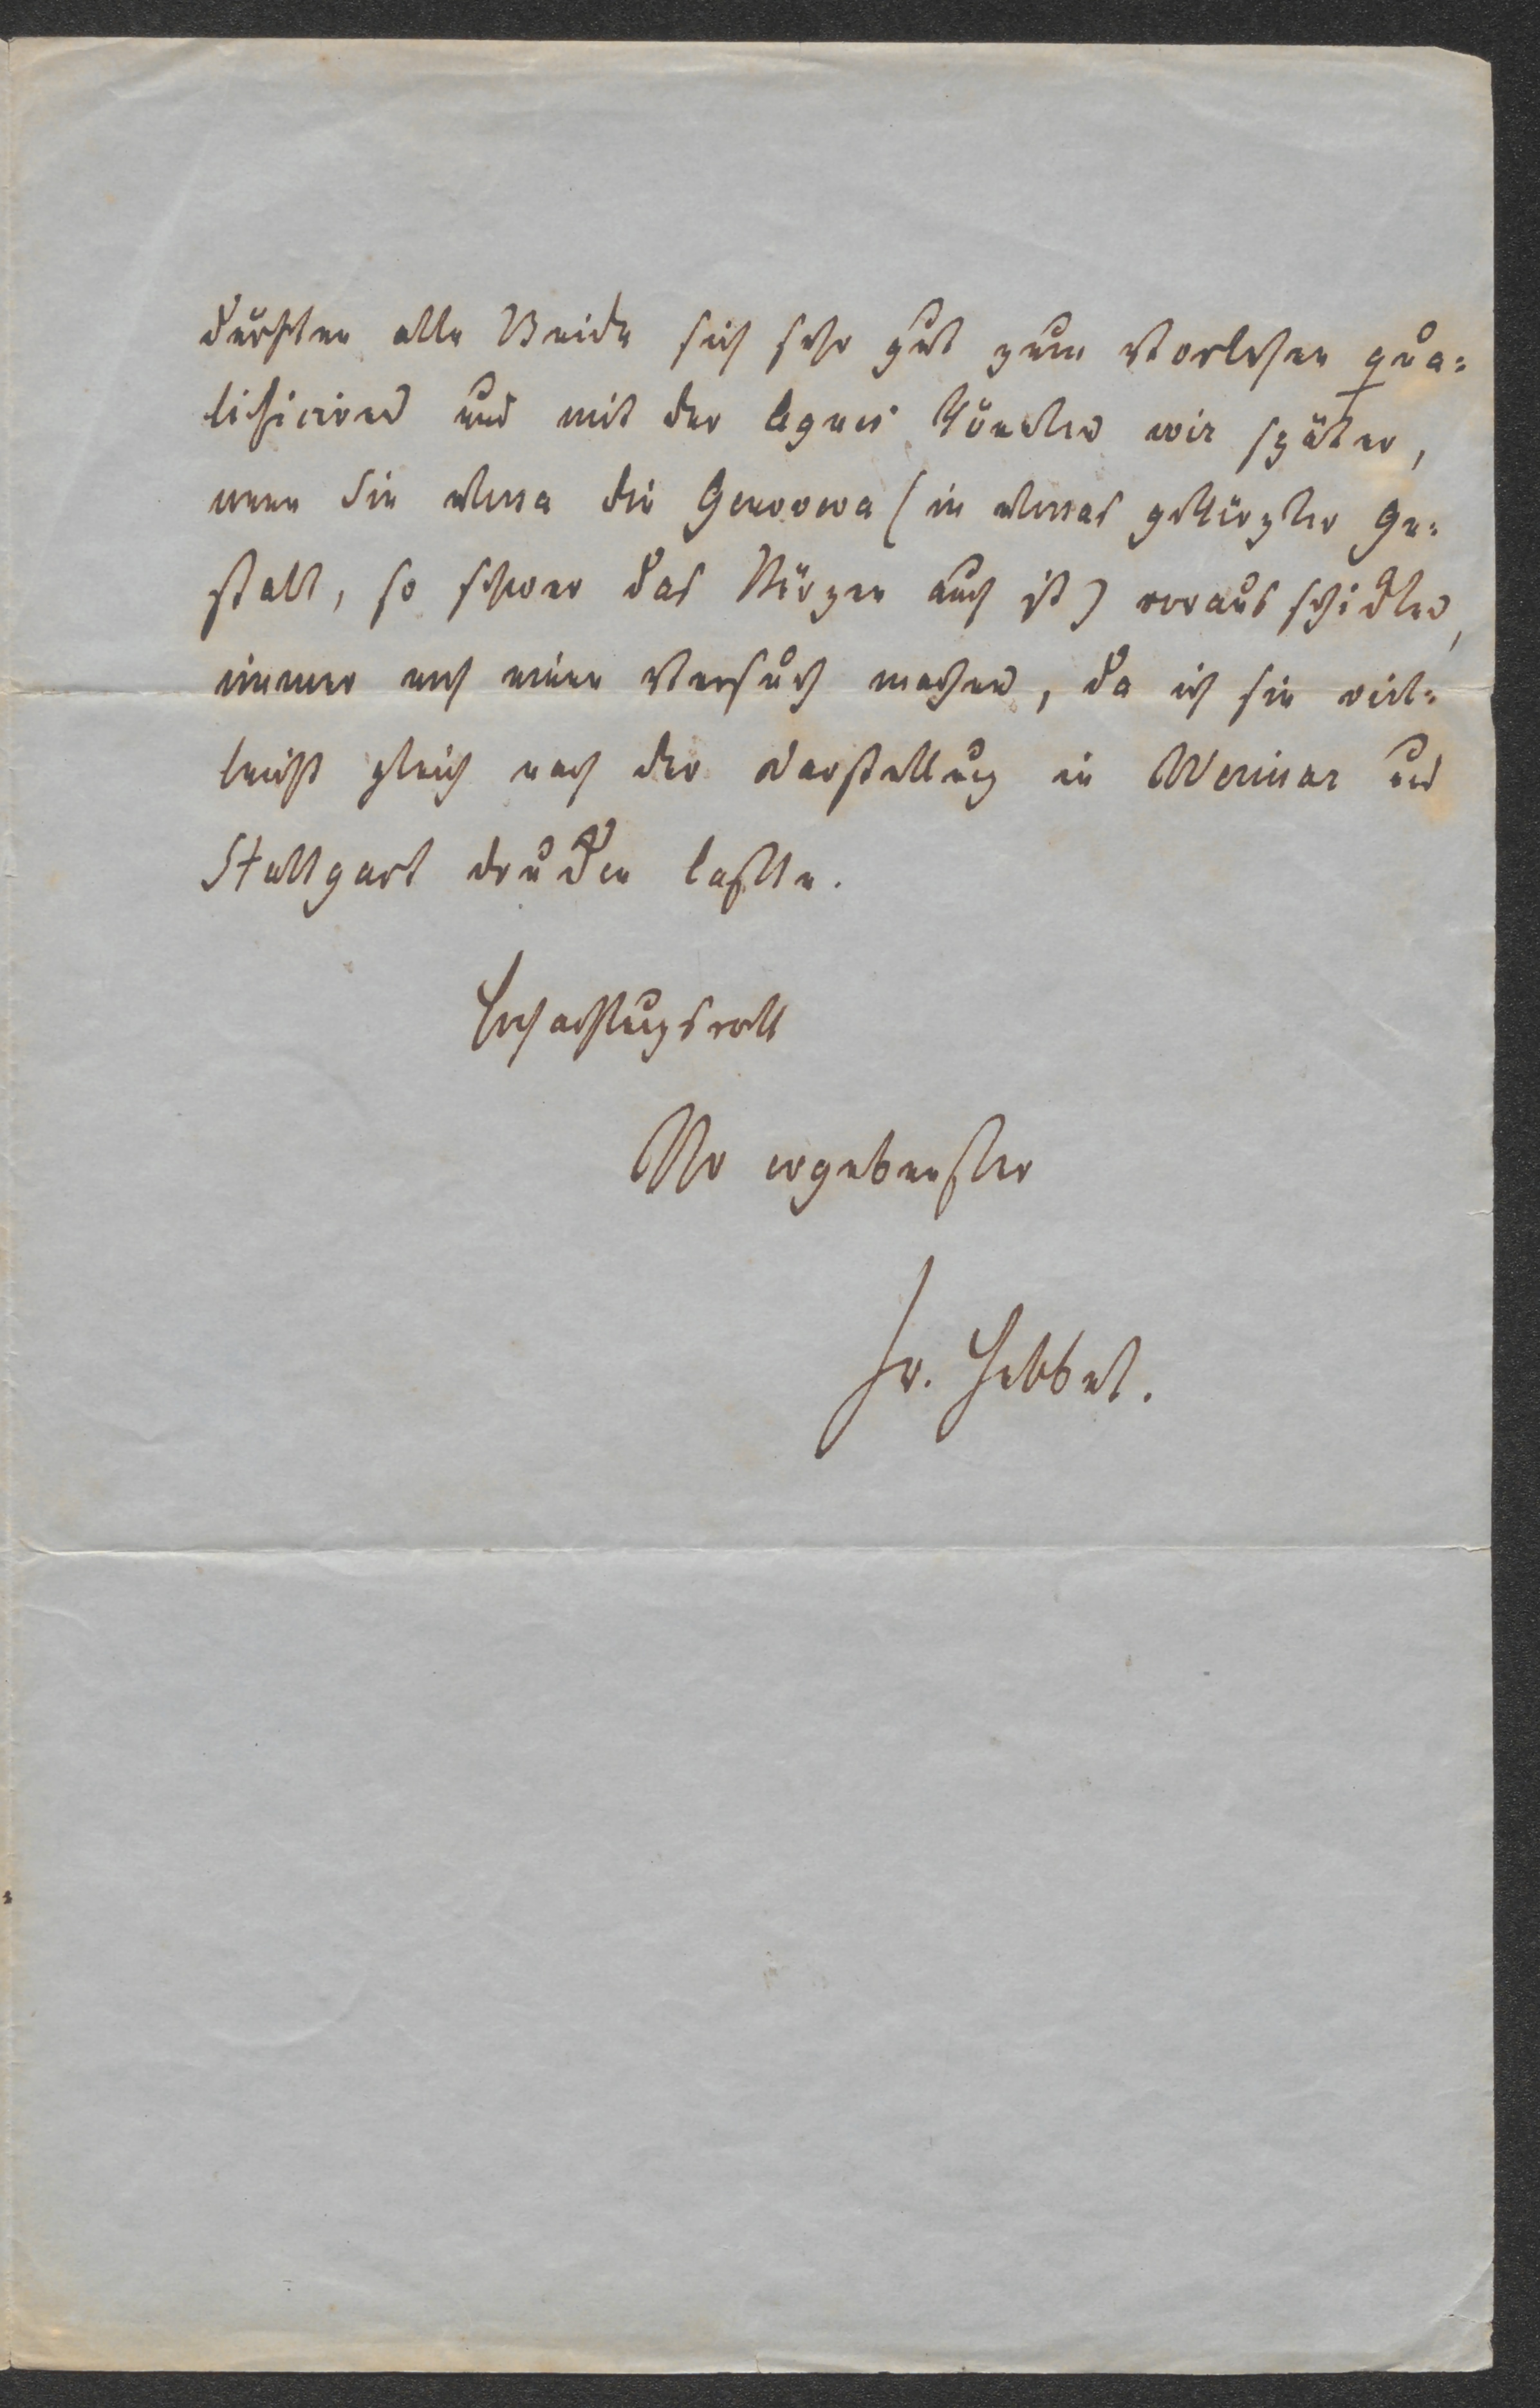 dürften alle Beide sich sehr gut zum Vorlesen qua=
lificiren und mit der Agnes könnten wir später,
wenn Sie etwa die Genoveva (in etwas gekürzter Ge=
stalt, so schwer das Kürzen auch ist) voraus schickten,
immer noch einen Versuch machen, da ich sie viel=
leicht gleich nach der Darstellung in Weimar und
Stuttgart drucken laße.
Hochachtungsvoll
Ihr ergebenster
Fr. Hebbel.